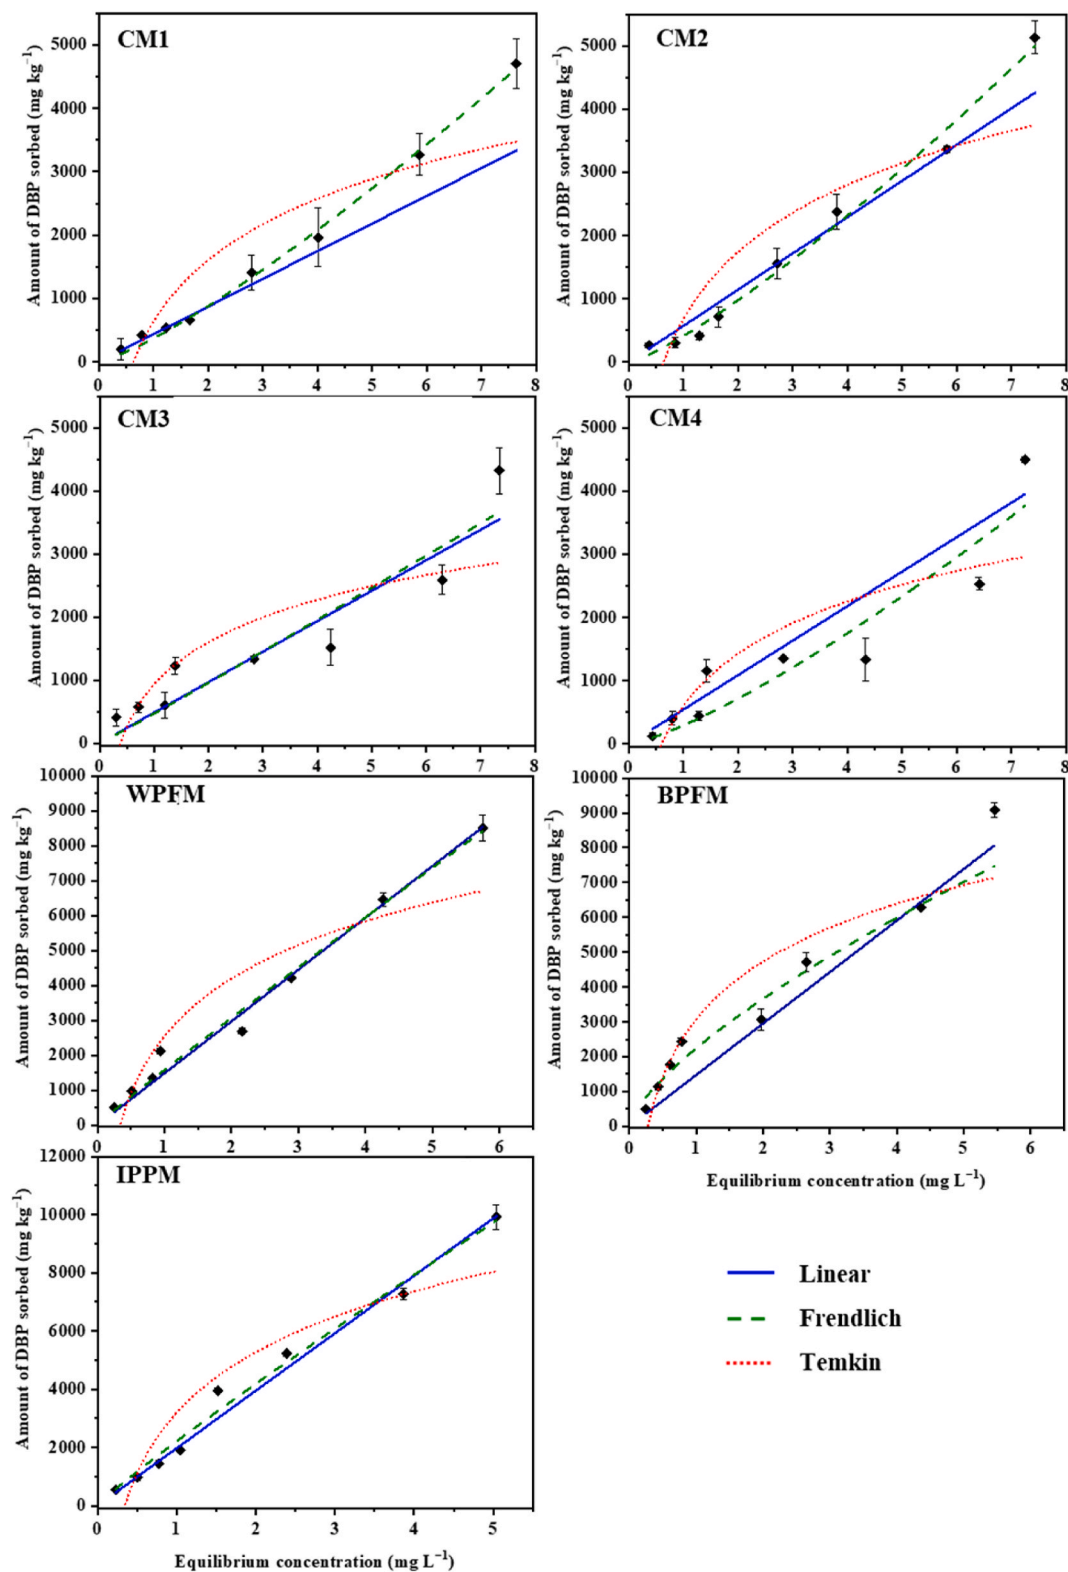 CM1
Amount of DBP sorbed (mg kg⁻¹)
5000
4000
3000
2000
1000
0
0 1 2 3 4 5 6 7 8
CM2
Amount of DBP sorbed (mg kg⁻¹)
5000
4000
3000
2000
1000
0
0 1 2 3 4 5 6 7 8
CM3
Amount of DBP sorbed (mg kg⁻¹)
5000
4000
3000
2000
1000
0
0 1 2 3 4 5 6 7 8
CM4
Amount of DBP sorbed (mg kg⁻¹)
5000
4000
3000
2000
1000
0
0 1 2 3 4 5 6 7 8
WPFM
Amount of DBP sorbed (mg kg⁻¹)
10000
9000
8000
7000
6000
5000
4000
3000
2000
1000
0
0 1 2 3 4 5 6
BPFM
Amount of DBP sorbed (mg kg⁻¹)
10000
9000
8000
7000
6000
5000
4000
3000
2000
1000
0
0 1 2 3 4 5 6
Equilibrium concentration (mg L⁻¹)
IPPM
Amount of DBP sorbed (mg kg⁻¹)
12000
10000
8000
6000
4000
2000
0
0 1 2 3 4 5
Equilibrium concentration (mg L⁻¹)
Linear
Frendlich
Temkin